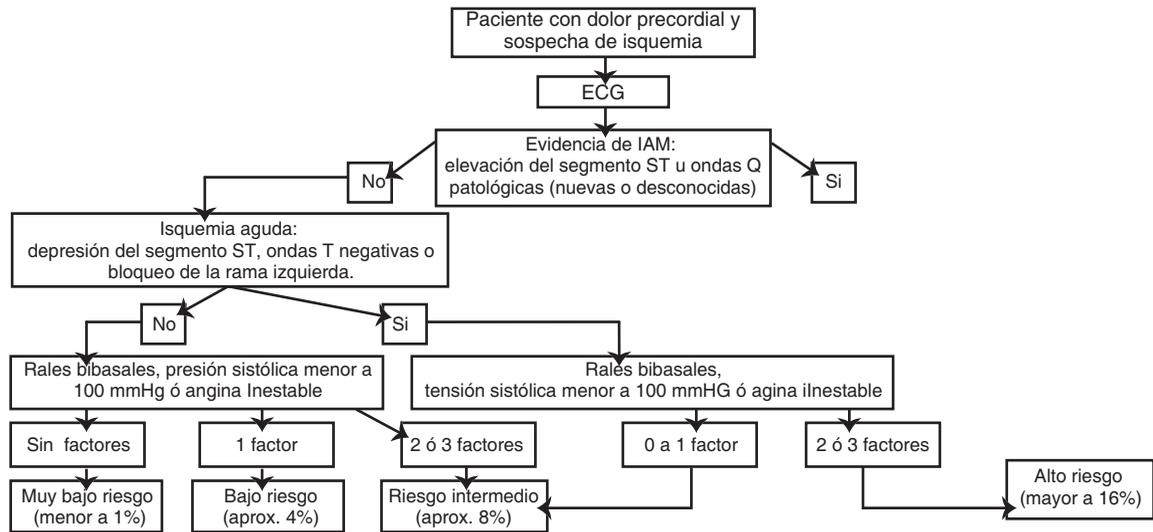 Paciente con dolor precordial y
sospecha de isquemia
ECG
Evidencia de IAM:
elevación del segmento ST u ondas Q
patológicas (nuevas o desconocidas)
No
Si
Isquemia aguda:
depresión del segmento ST, ondas T negativas o
bloqueo de la rama izquierda.
No
Si
Rales bibasales, presión sistólica menor a
100 mmHg ó angina Inestable
Rales bibasales,
tensión sistólica menor a 100 mmHG ó agina iInestable
Sin factores
1 factor
2 ó 3 factores
0 a 1 factor
2 ó 3 factores
Muy bajo riesgo
(menor a 1%)
Bajo riesgo
(aprox. 4%)
Riesgo intermedio
(aprox. 8%)
Alto riesgo
(mayor a 16%)